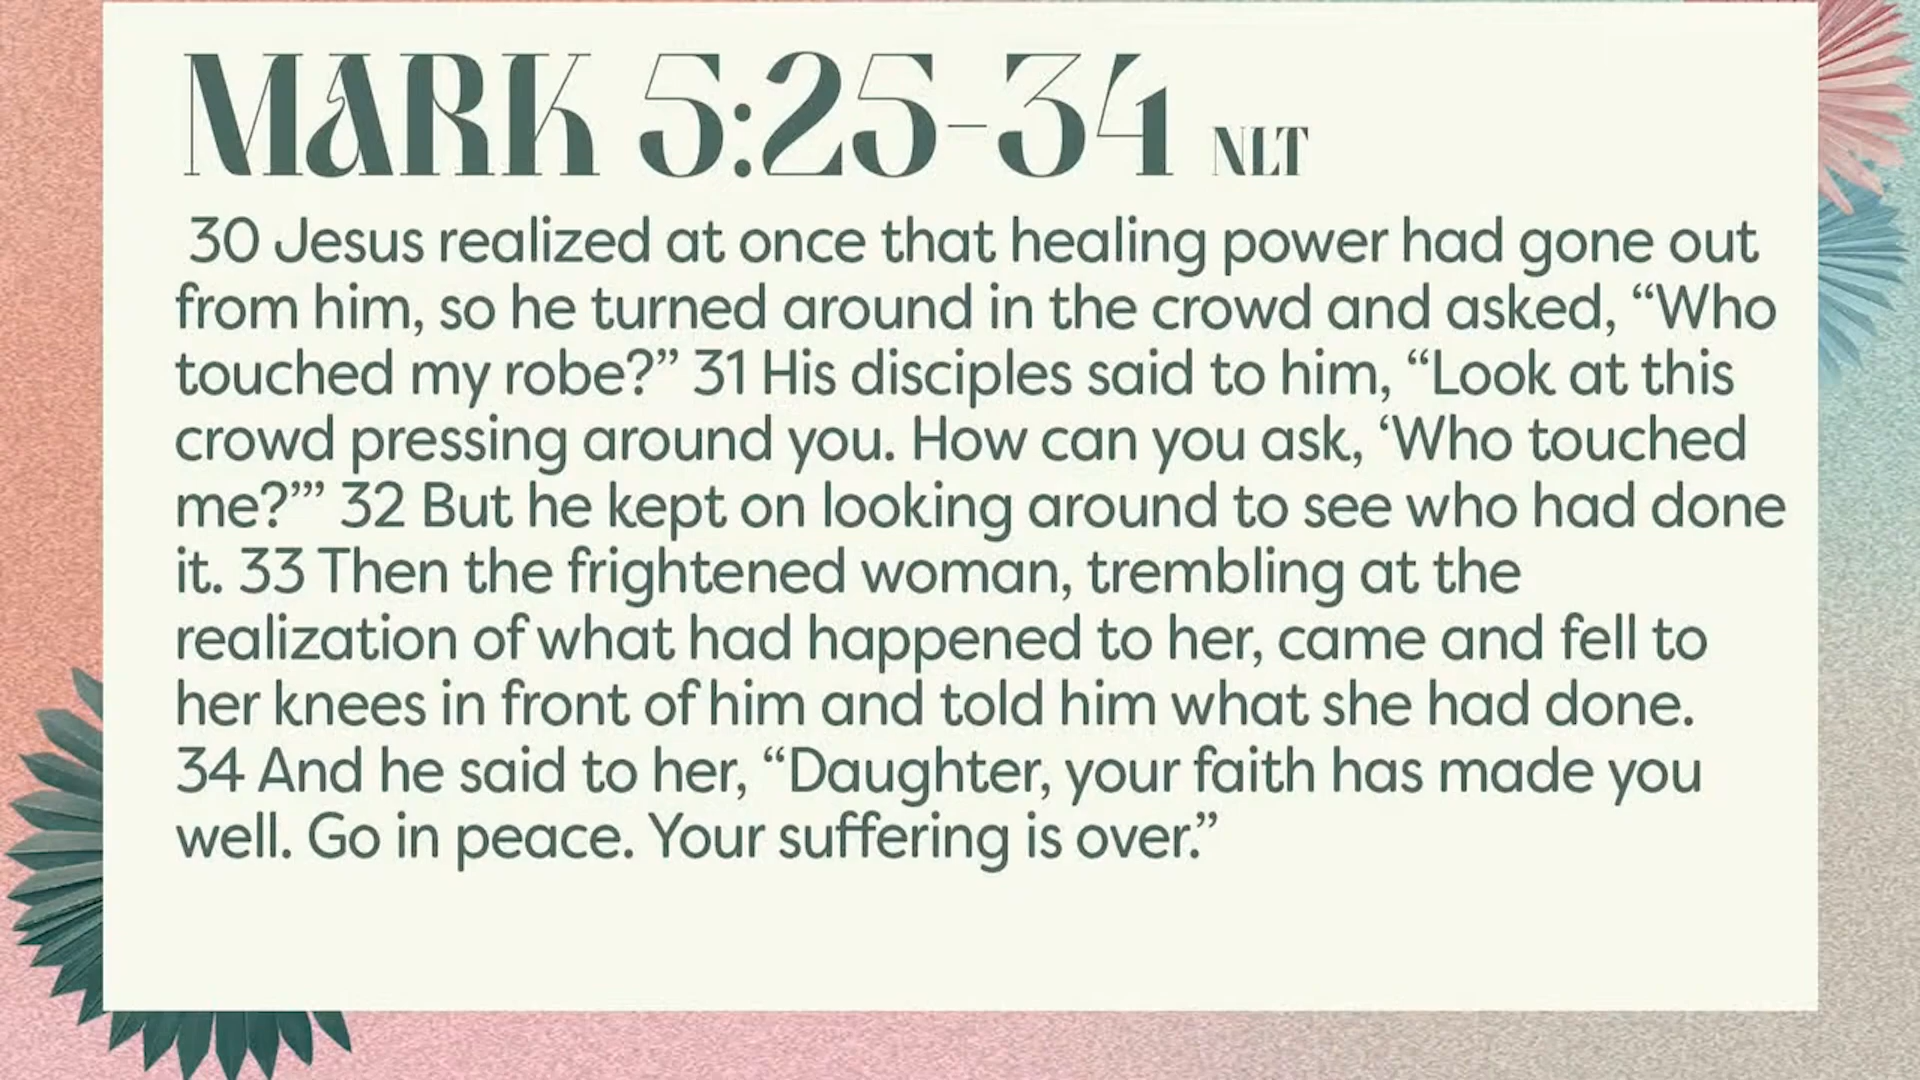 MARK 5:25-34 NLT
30 Jesus realized at once that healing power had gone out
from him, so he turned around in the crowd and asked, “Who
touched my robe?” 31 His disciples said to him, “Look at this
crowd pressing around you. How can you ask, ‘Who touched
me?’” 32 But he kept on looking around to see who had done
it. 33 Then the frightened woman, trembling at the
realization of what had happened to her, came and fell to
her knees in front of him and told him what she had done.
34 And he said to her, “Daughter, your faith has made you
well. Go in peace. Your suffering is over.”